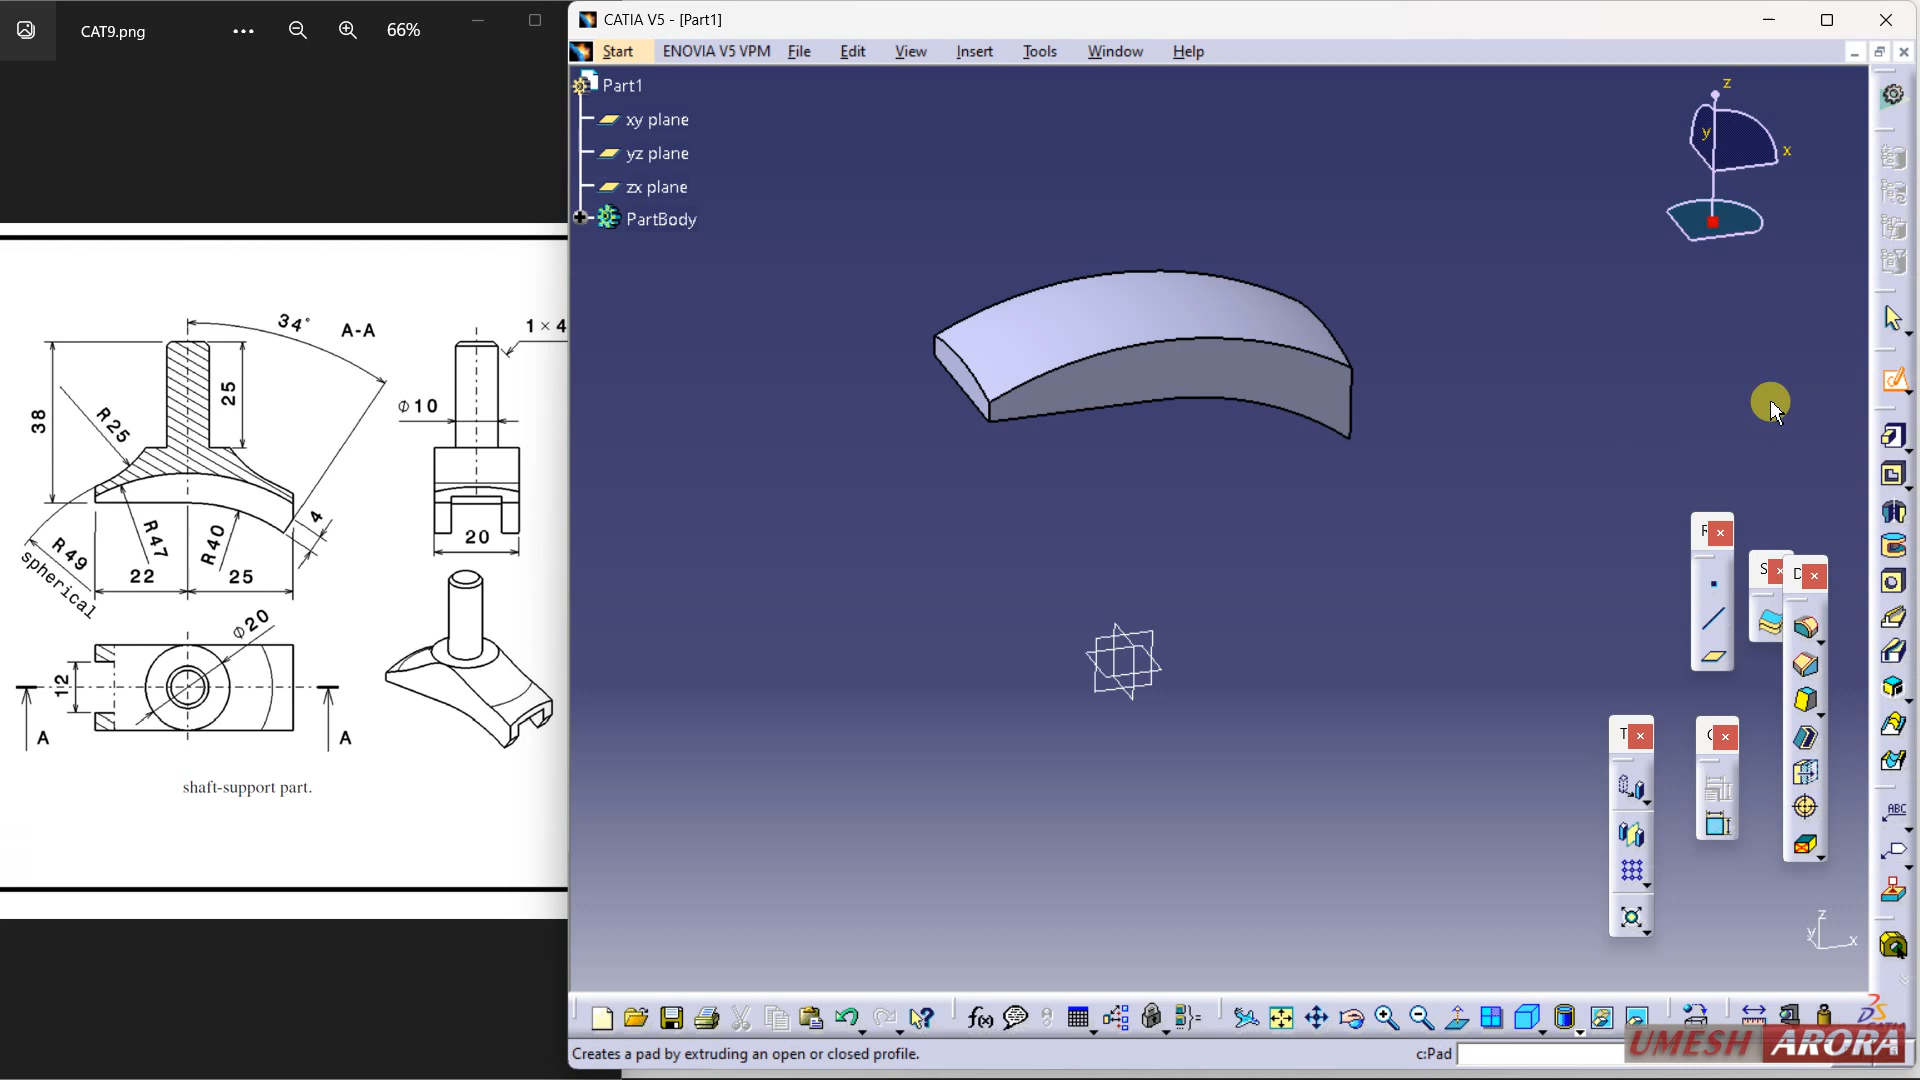 CAT9.png
66%
CATIA V5 - [Part1]
Start ENOVIA V5 VPM File Edit View Insert Tools Window Help
Part1
xy plane
yz plane
zx plane
PartBody
z
y
x
34°
A-A
1 × 4
38
25
R25
Φ10
R47
R40
4
R49
spherical
22
25
20
Φ20
12
A
A
shaft-support part.
R
S
D
T
ABC
z
y
x
f(x)
Creates a pad by extruding an open or closed profile.
c:Pad
UMESH ARORA